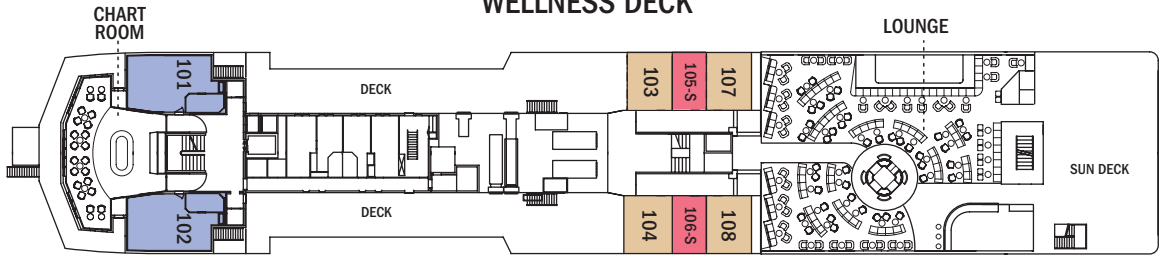 WELLNESS DECK
CHART
ROOM
LOUNGE
101
DECK
103
105-S
107
SUN DECK
102
DECK
104
106-S
108